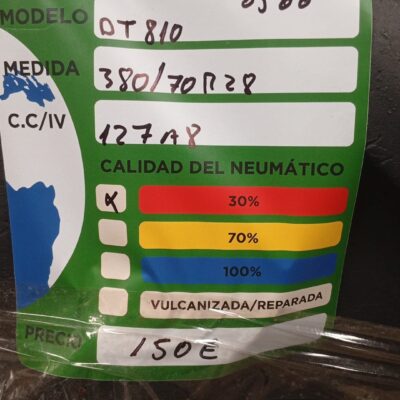 MODELO DT 810
MEDIDA 380/70R28
C.C/IV 127A8
CALIDAD DEL NEUMÁTICO
X 30%
70%
100%
VULCANIZADA/REPARADA
PRECIO 150€